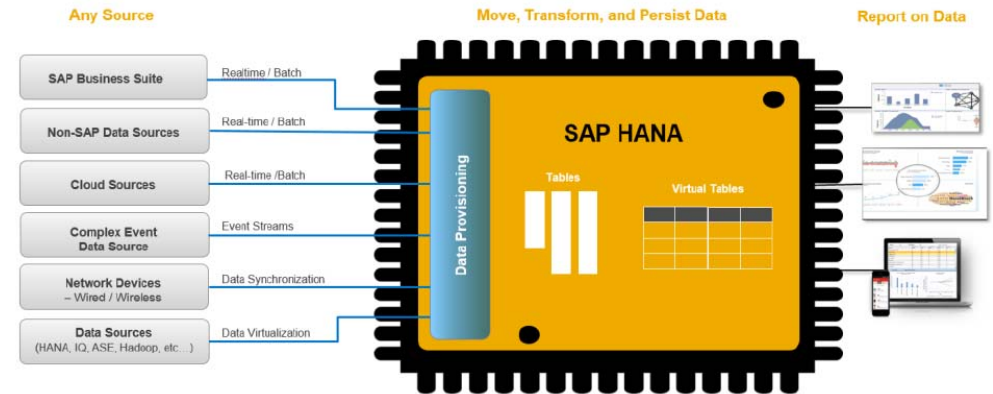 Any Source
Move, Transform, and Persist Data
Report on Data
SAP Business Suite
Realtime / Batch
Non-SAP Data Sources
Real-time / Batch
Cloud Sources
Real-time /Batch
Complex Event
Data Source
Event Streams
Network Devices
– Wired / Wireless
Data Synchronization
Data Sources
(HANA, IQ, ASE, Hadoop, etc…)
Data Virtualization
Data Provisioning
SAP HANA
Tables
Virtual Tables